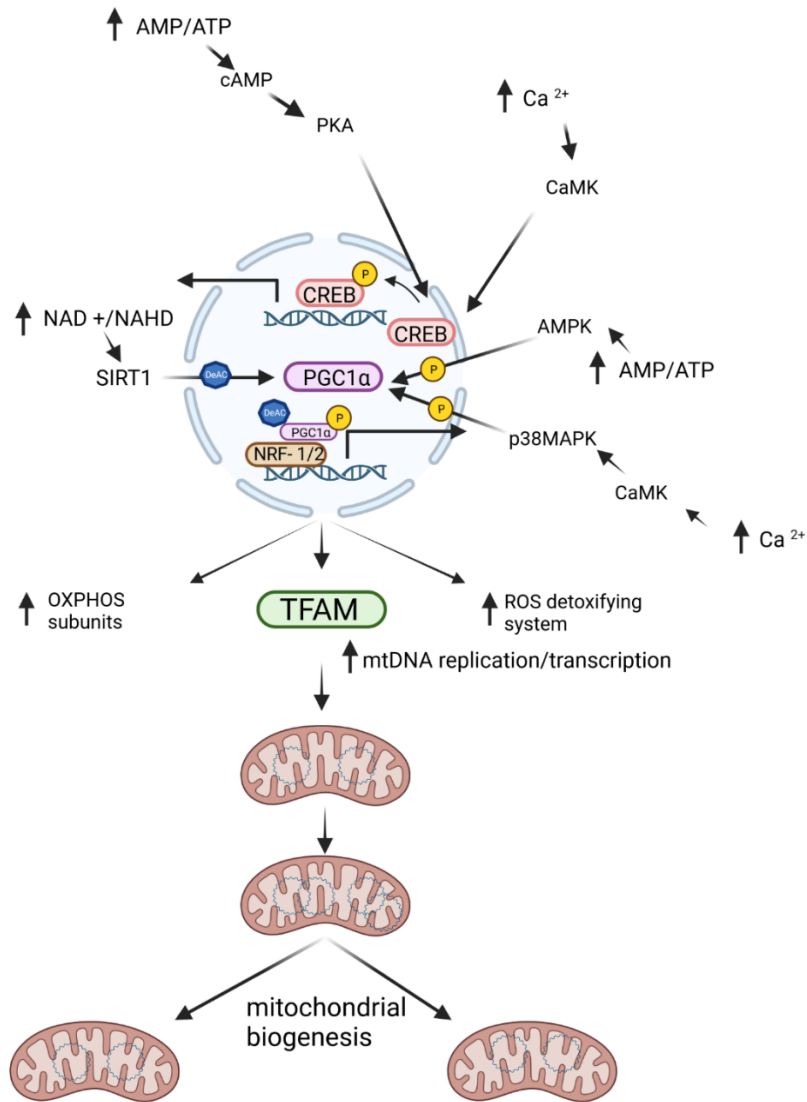 AMP/ATP
cAMP
PKA
Ca 2+
CaMK
P
CREB
CREB
NAD +/NAHD
SIRT1
DeAC
PGC1α
P
AMPK
AMP/ATP
P
p38MAPK
CaMK
Ca 2+
DeAC
P
PGC1α
NRF- 1/2
OXPHOS
subunits
TFAM
ROS detoxifying
system
mtDNA replication/transcription
mitochondrial
biogenesis